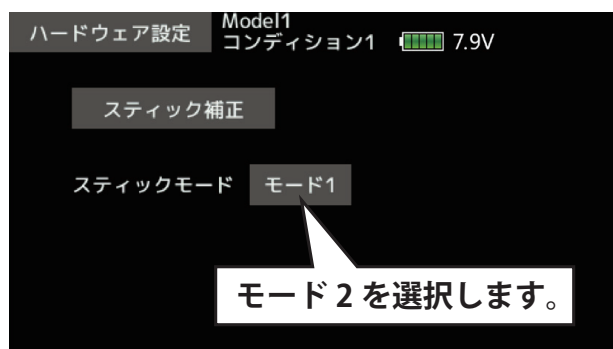 ハードウェア設定
Model1
コンディション1 7.9V
スティック補正
スティックモード モード1
モード 2 を選択します。